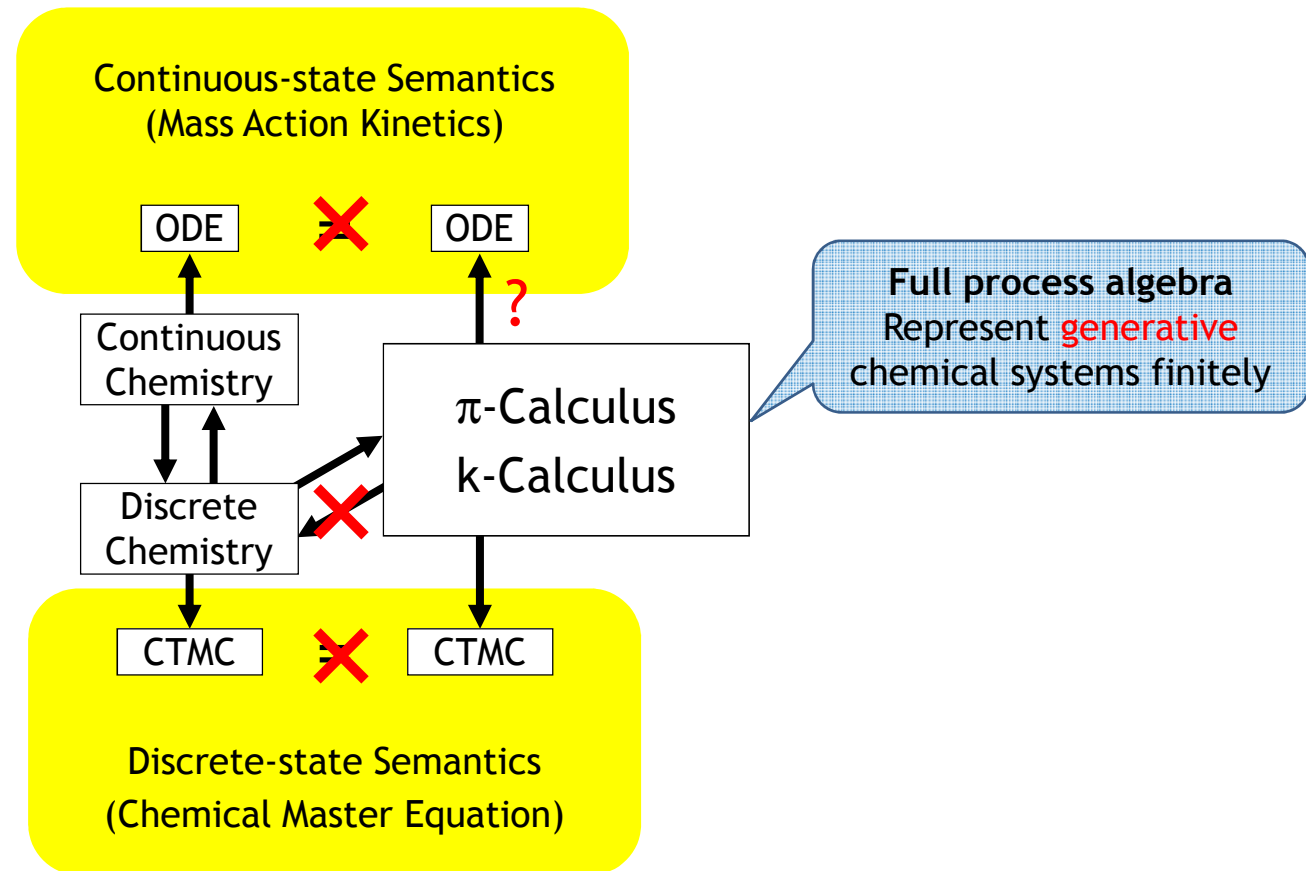 Continuous-state Semantics
(Mass Action Kinetics)
ODE
ODE
?
Continuous
Chemistry
Full process algebra
Represent generative
chemical systems finitely
π-Calculus
k-Calculus
Discrete
Chemistry
CTMC
CTMC
Discrete-state Semantics
(Chemical Master Equation)